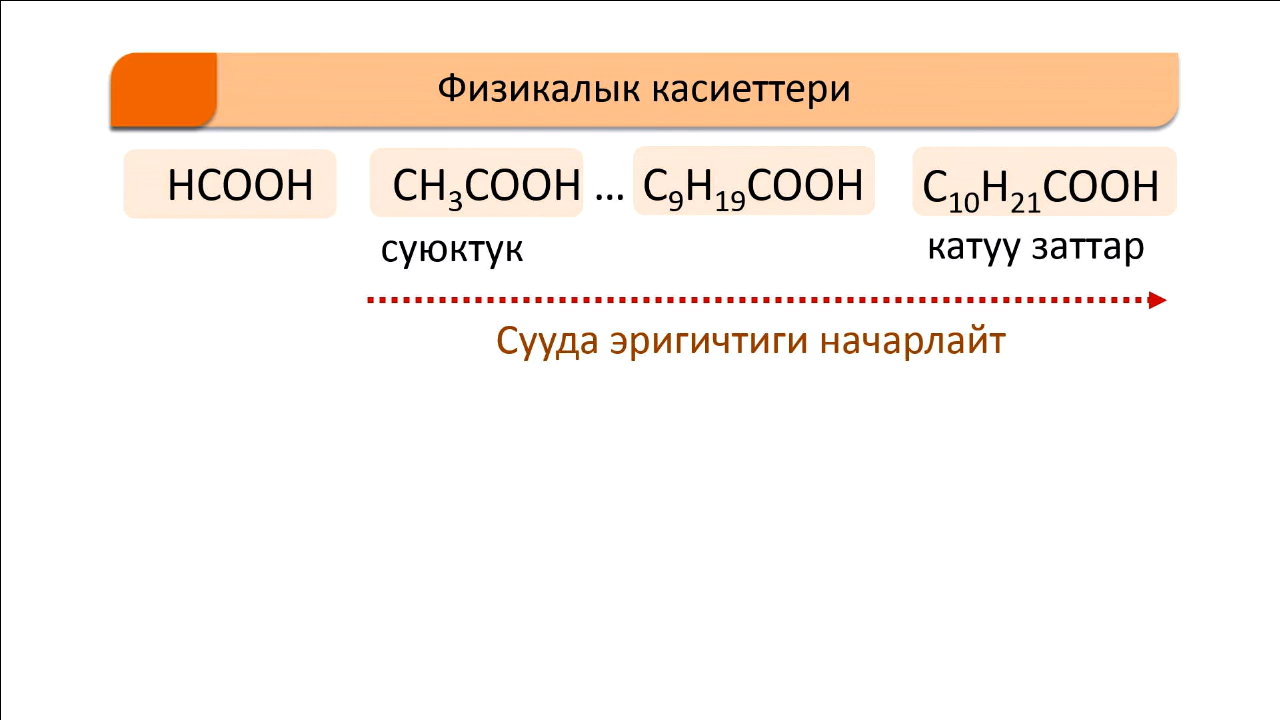 Физикалык касиеттери
HCOOH CH₃COOH ... C₉H₁₉COOH C₁₀H₂₁COOH
суюктук катуу заттар
Сууда эригичтиги начарлайт